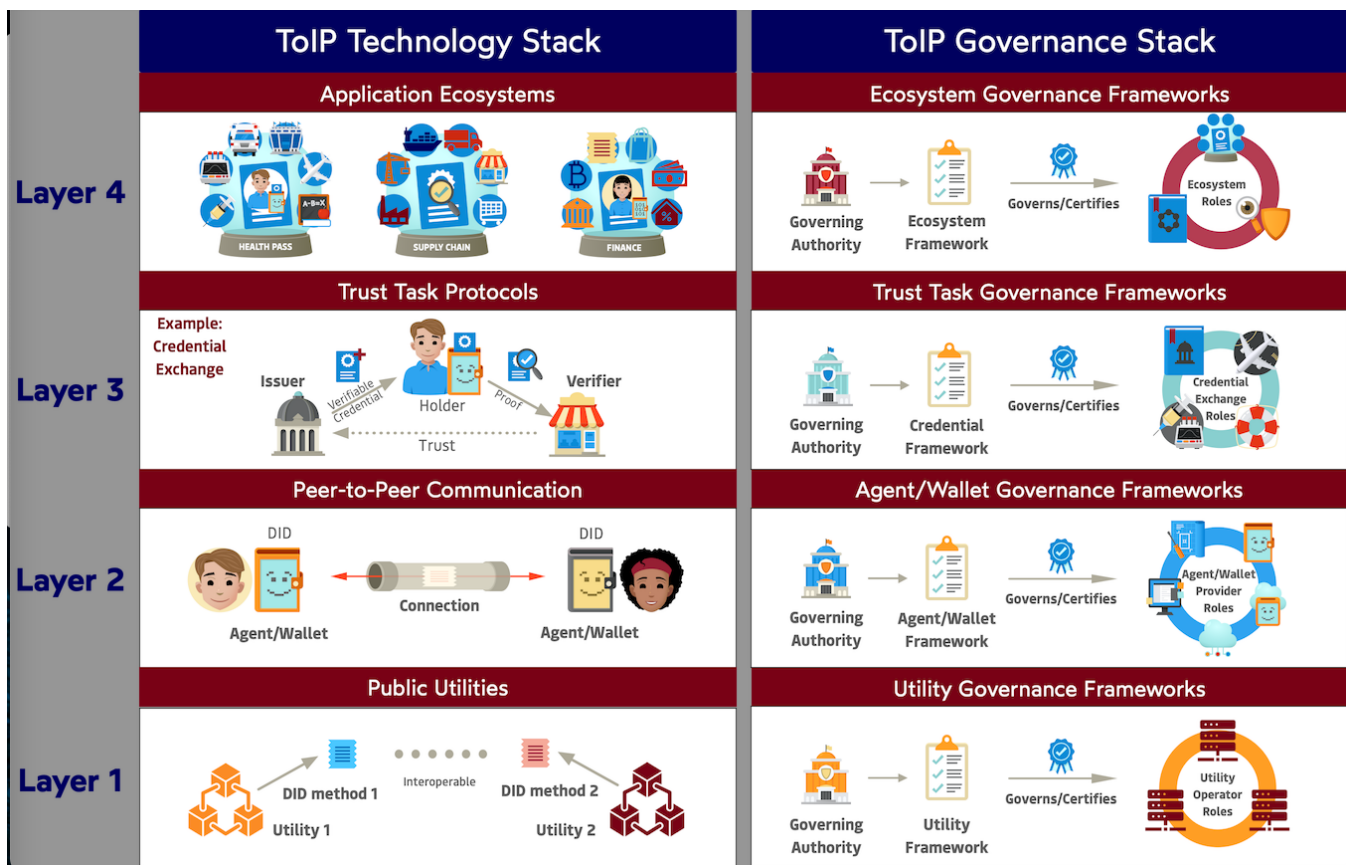 ToIP Technology Stack
ToIP Governance Stack
Layer 4
Application Ecosystems
A-B=X
HEALTH PASS
SUPPLY CHAIN
FINANCE
Ecosystem Governance Frameworks
Governing
Authority
Ecosystem
Framework
Governs/Certifies
Ecosystem
Roles
Layer 3
Trust Task Protocols
Example:
Credential
Exchange
Issuer
Verifiable
Credential
Holder
Proof
Verifier
Trust
Trust Task Governance Frameworks
Governing
Authority
Credential
Framework
Governs/Certifies
Credential
Exchange
Roles
Layer 2
Peer-to-Peer Communication
DID
Agent/Wallet
Connection
DID
Agent/Wallet
Agent/Wallet Governance Frameworks
Governing
Authority
Agent/Wallet
Framework
Governs/Certifies
Agent/Wallet
Provider
Roles
Layer 1
Public Utilities
Utility 1
DID method 1
Interoperable
DID method 2
Utility 2
Utility Governance Frameworks
Governing
Authority
Utility
Framework
Governs/Certifies
Utility
Operator
Roles